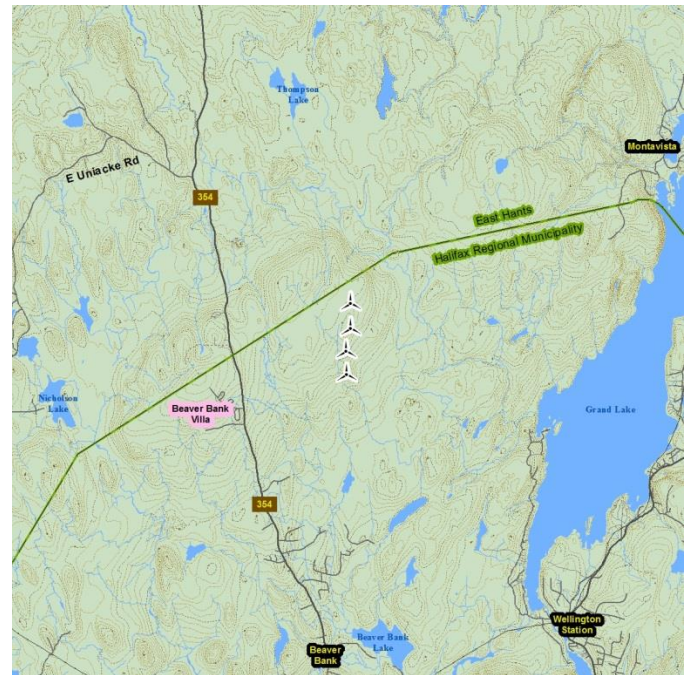 Thompson
Lake
Montavista
E Uniacke Rd
354
East Hants
Halifax Regional Municipality
Nicholson
Lake
Beaver Bank
Villa
Grand Lake
354
Wellington
Station
Beaver Bank
Lake
Beaver
Bank